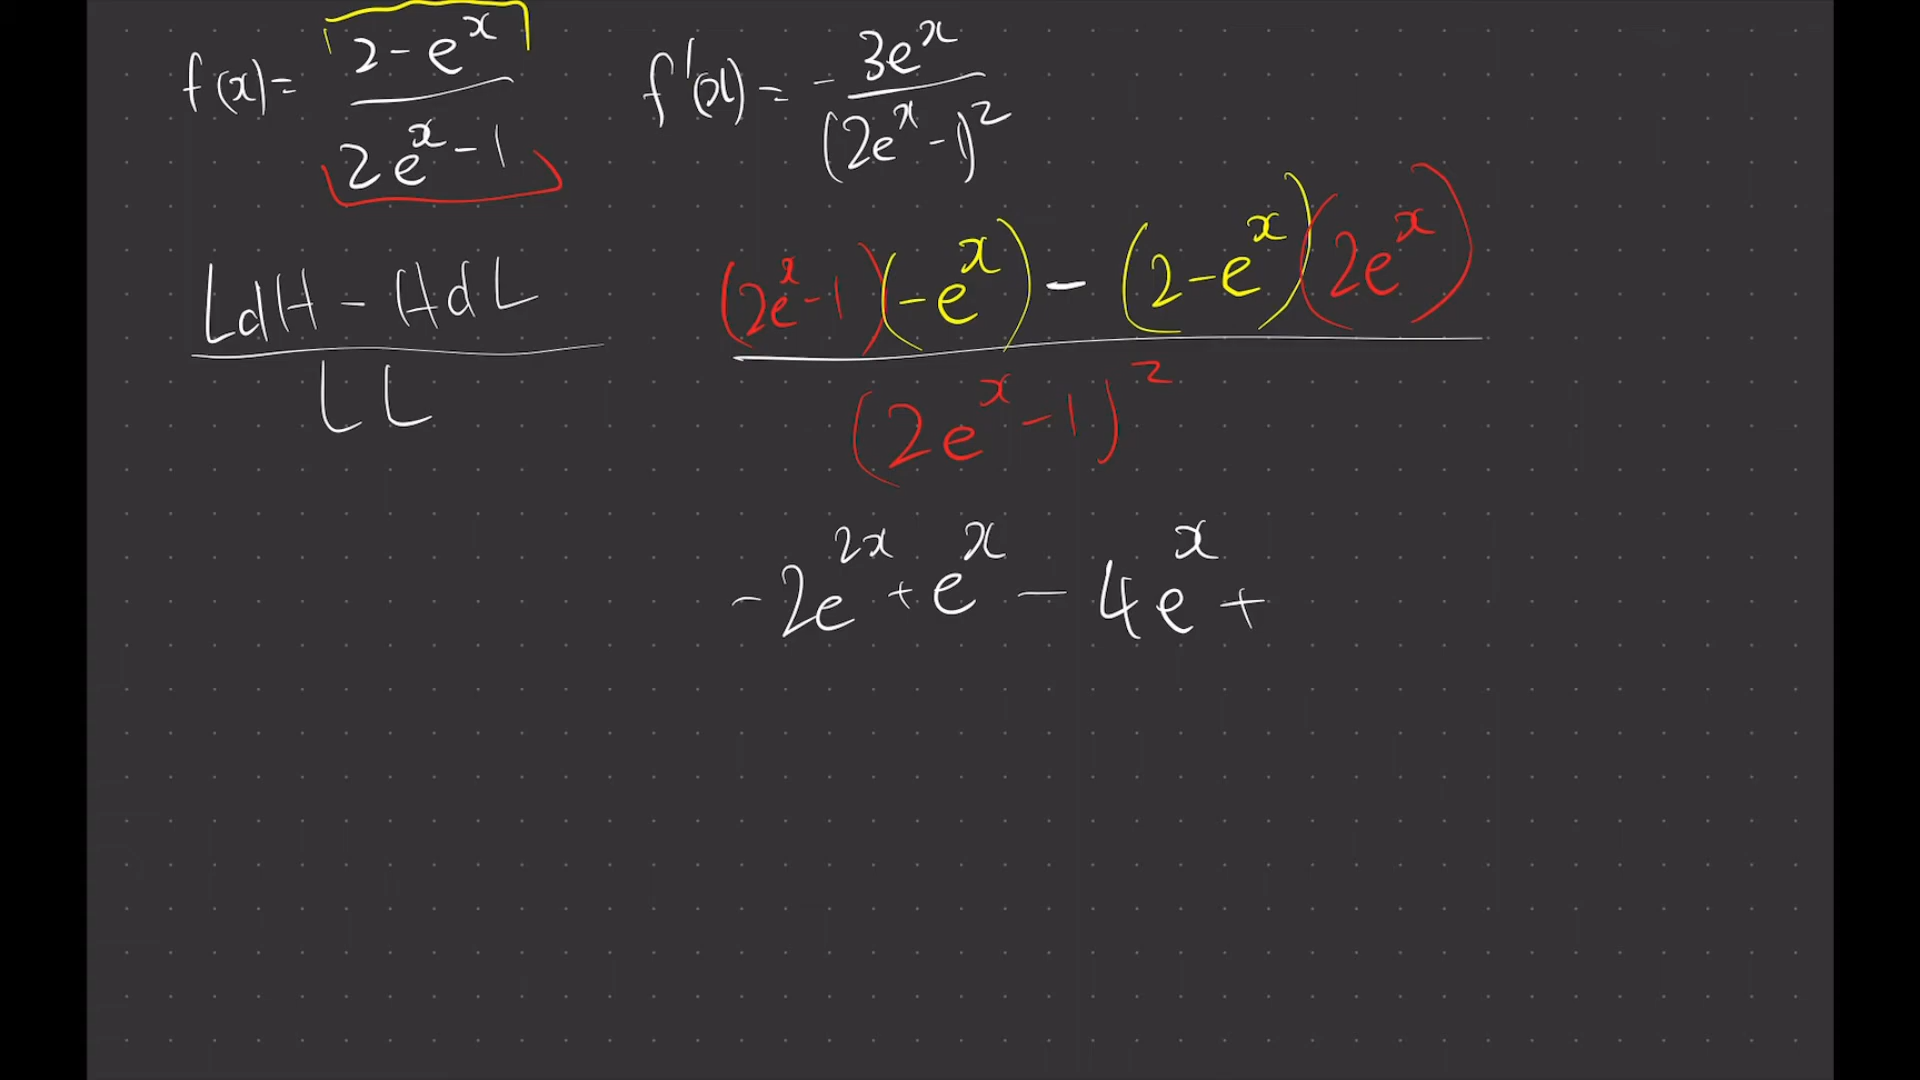 f(x) = (2 - e^x)/(2e^x - 1)
f'(x) = -3e^x/(2e^x - 1)^2
(LdH - HdL)/(LL)
((2e^x - 1)(-e^x) - (2 - e^x)(2e^x))/(2e^x - 1)^2
-2e^{2x} + e^x - 4e^x +